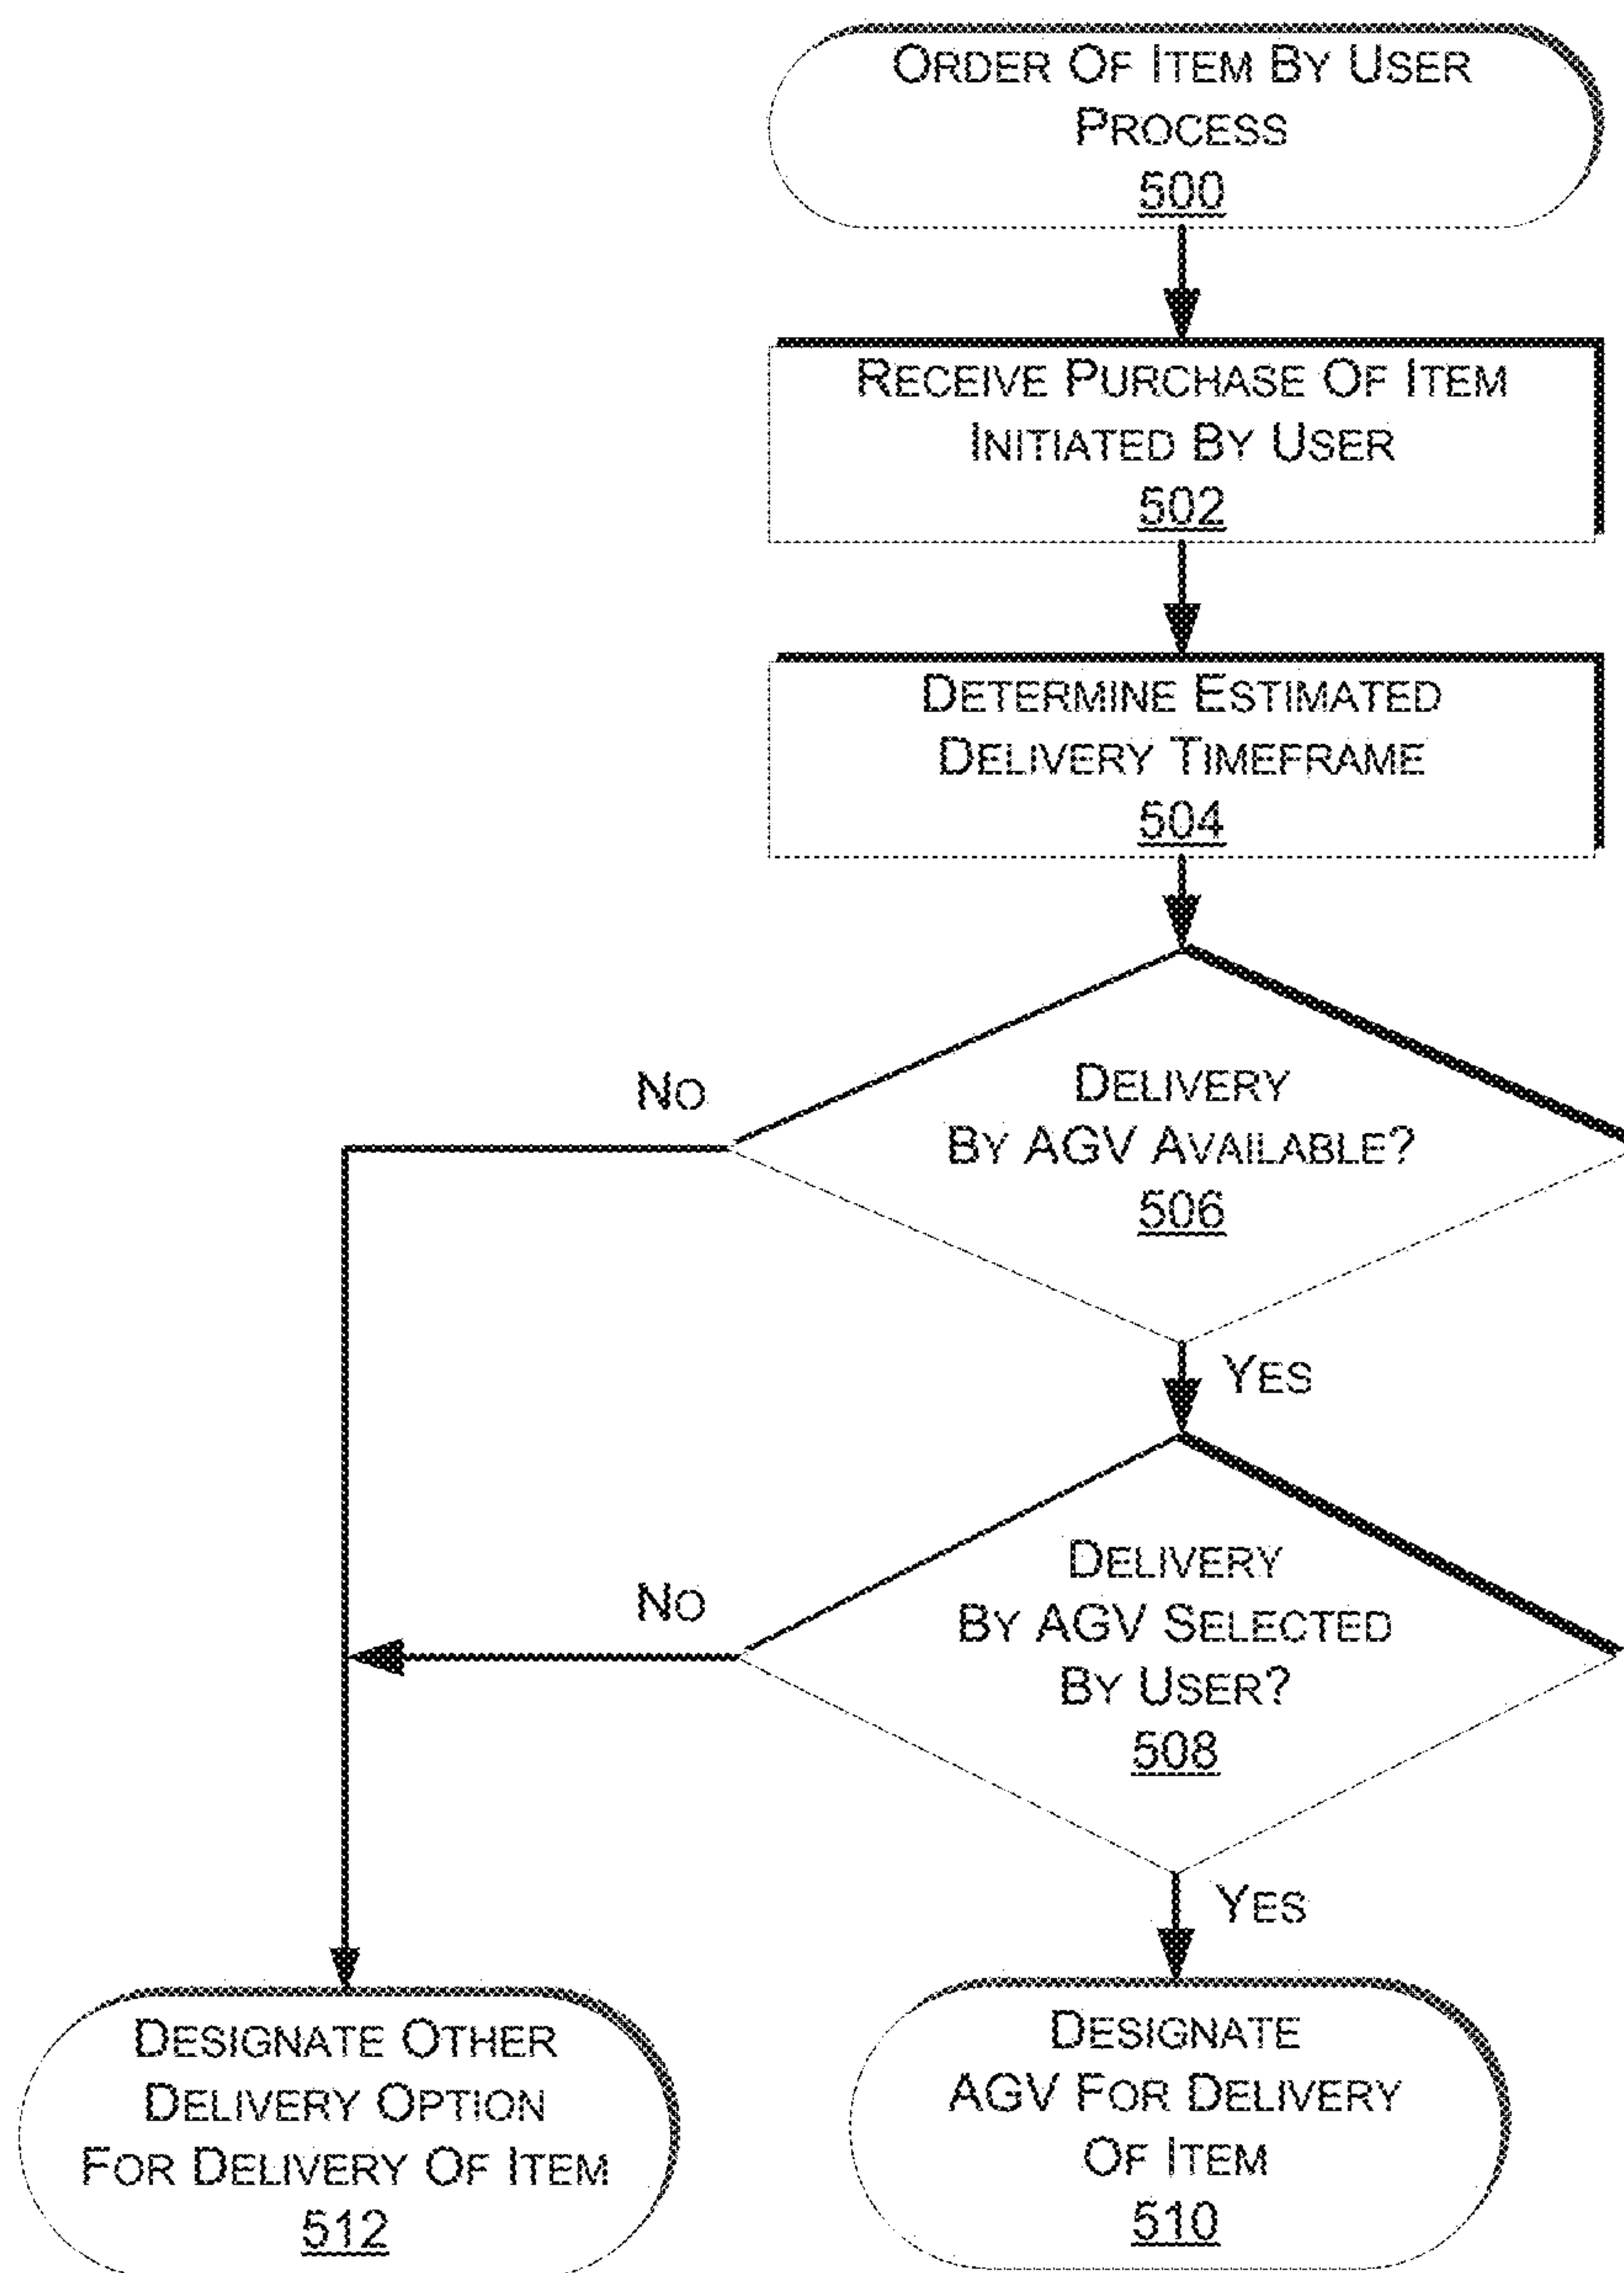 ORDER OF ITEM BY USER
PROCESS
500
RECEIVE PURCHASE OF ITEM
INITIATED BY USER
502
DETERMINE ESTIMATED
DELIVERY TIMEFRAME
504
NO
DELIVERY
BY AGV AVAILABLE?
506
YES
NO
DELIVERY
BY AGV SELECTED
BY USER?
508
YES
DESIGNATE OTHER
DELIVERY OPTION
FOR DELIVERY OF ITEM
512
DESIGNATE
AGV FOR DELIVERY
OF ITEM
510